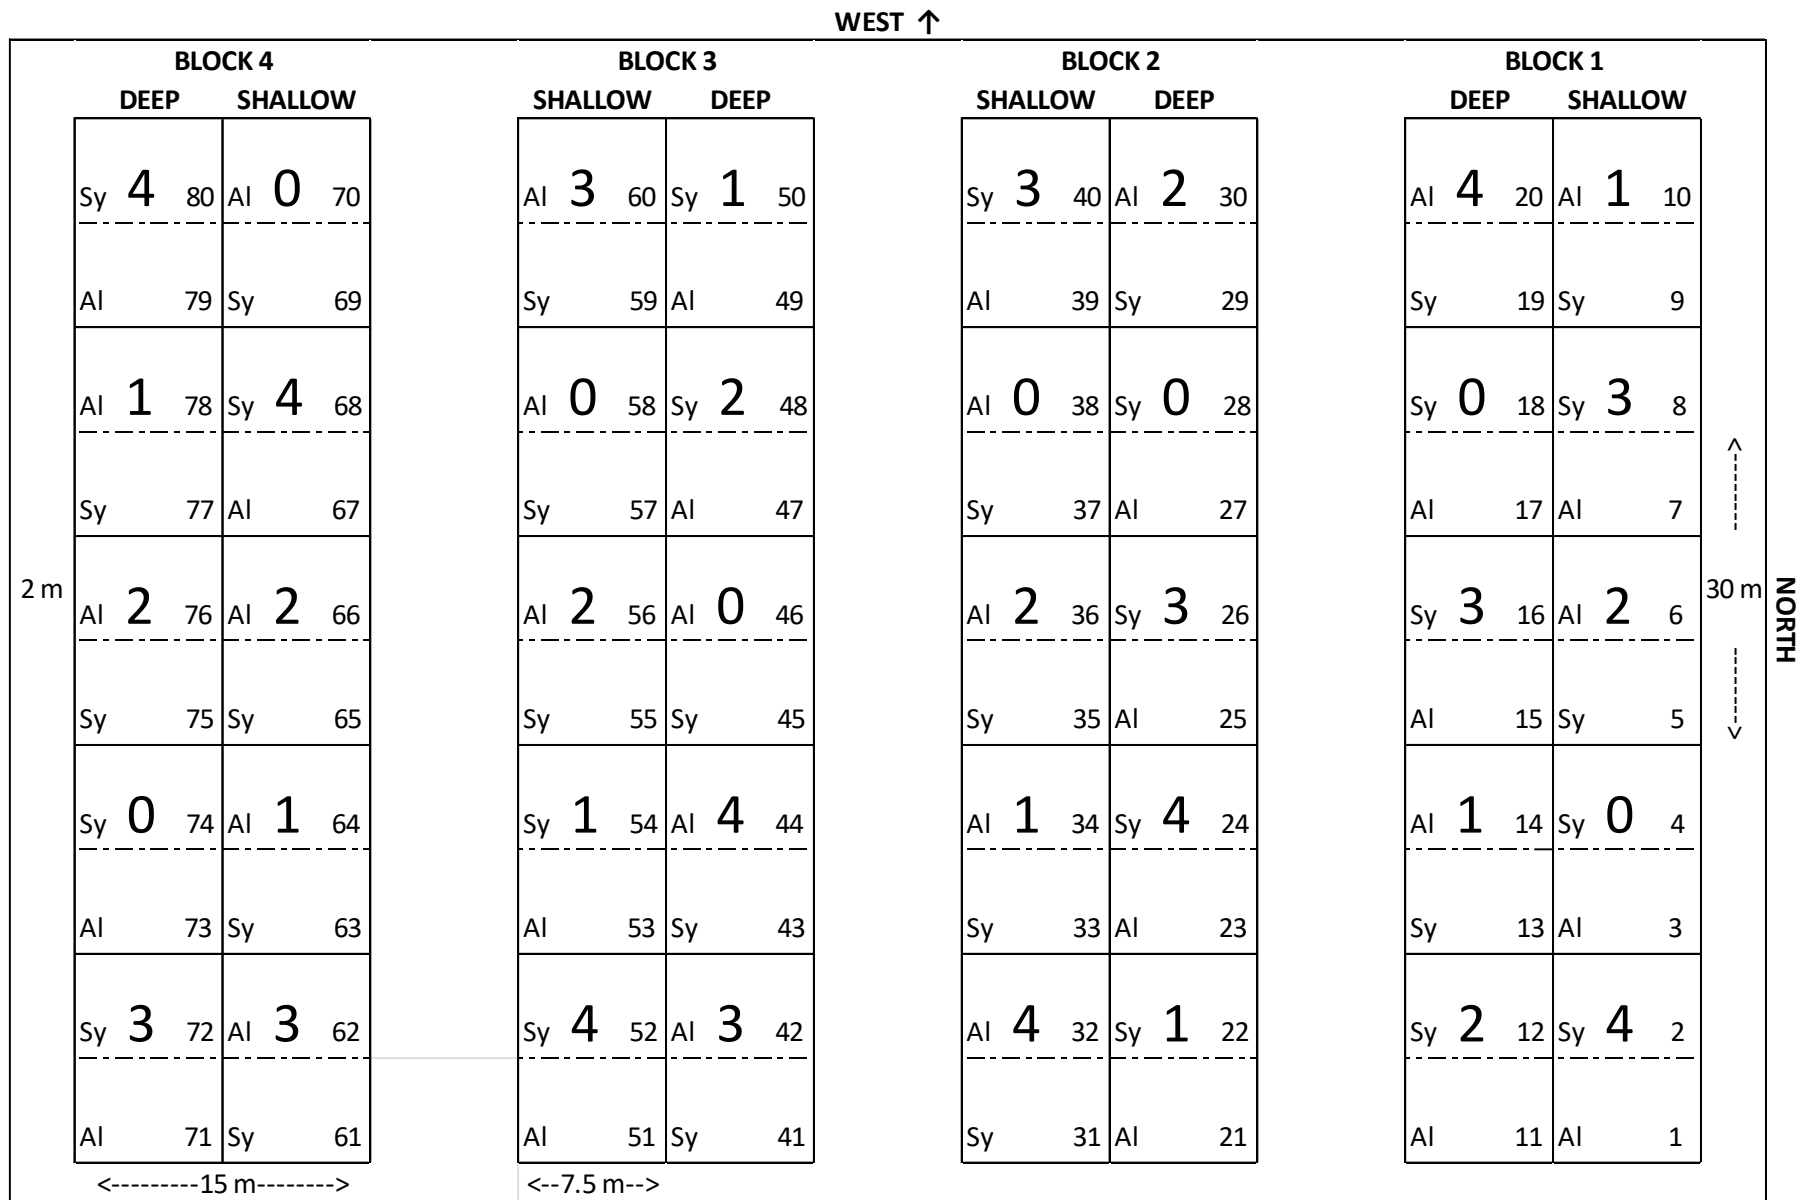 WEST ↑
BLOCK 4 BLOCK 3 BLOCK 2 BLOCK 1
DEEP SHALLOW SHALLOW DEEP SHALLOW DEEP DEEP SHALLOW
Sy 4 80 Al 0 70 Al 3 60 Sy 1 50 Sy 3 40 Al 2 30 Al 4 20 Al 1 10
Al 79 Sy 69 Sy 59 Al 49 Al 39 Sy 29 Sy 19 Sy 9
Al 1 78 Sy 4 68 Al 0 58 Sy 2 48 Al 0 38 Sy 0 28 Sy 0 18 Sy 3 8
Sy 77 Al 67 Sy 57 Al 47 Sy 37 Al 27 Al 17 Al 7
2 m Al 2 76 Al 2 66 Al 2 56 Al 0 46 Al 2 36 Sy 3 26 Sy 3 16 Al 2 6 30 m NORTH
Sy 75 Sy 65 Sy 55 Sy 45 Sy 35 Al 25 Al 15 Sy 5
Sy 0 74 Al 1 64 Sy 1 54 Al 4 44 Al 1 34 Sy 4 24 Al 1 14 Sy 0 4
Al 73 Sy 63 Al 53 Sy 43 Sy 33 Al 23 Sy 13 Al 3
Sy 3 72 Al 3 62 Sy 4 52 Al 3 42 Al 4 32 Sy 1 22 Sy 2 12 Sy 4 2
Al 71 Sy 61 Al 51 Sy 41 Sy 31 Al 21 Al 11 Al 1
<---------15 m--------> <--7.5 m-->